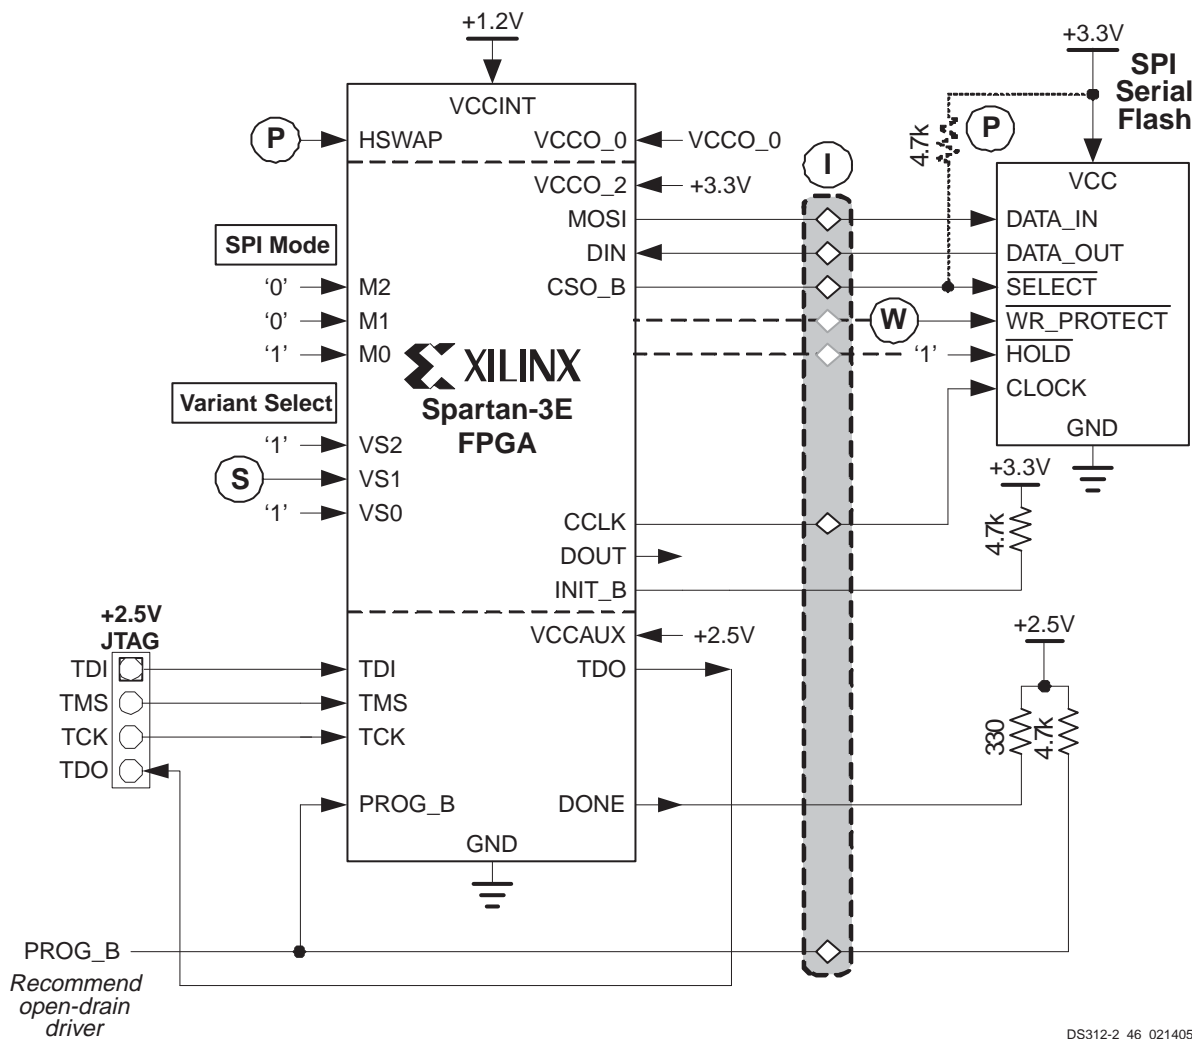 +1.2V
+3.3V
SPI
Serial
Flash
VCCINT
P
HSWAP
VCCO_0
VCCO_0
4.7k
P
I
VCCO_2
+3.3V
VCC
MOSI
DATA_IN
SPI Mode
DIN
DATA_OUT
'0'
M2
CSO_B
SELECT
'0'
M1
W
WR_PROTECT
'1'
M0
'1'
HOLD
XILINX
CLOCK
Variant Select
Spartan-3E
FPGA
GND
'1'
VS2
S
VS1
+3.3V
'1'
VS0
CCLK
4.7k
DOUT
INIT_B
+2.5V
JTAG
VCCAUX
+2.5V
+2.5V
TDI
TDI
TDO
TMS
TMS
TCK
TCK
330
4.7k
TDO
PROG_B
DONE
GND
PROG_B
Recommend
open-drain
driver
DS312-2_46_021405